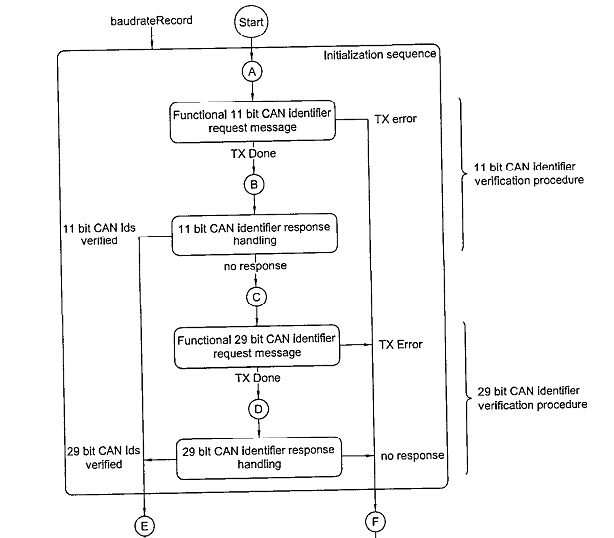 baudrateRecord
Start
Initialization sequence
A
Functional 11 bit CAN identifier
request message
TX error
TX Done
11 bit CAN identifier
verification procedure
B
11 bit CAN Ids
verified
11 bit CAN identifier response
handling
no response
C
Functional 29 bit CAN identifier
request message
TX Error
TX Done
29 bit CAN identifier
verification procedure
D
29 bit CAN Ids
verified
29 bit CAN identifier response
handling
no response
E
F